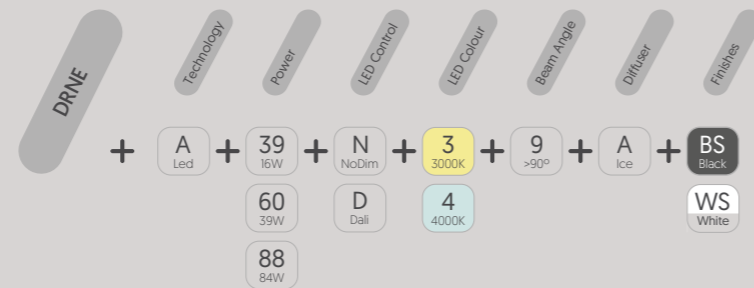 DRNE
Technology
Power
LED Control
LED Colour
Beam Angle
Diffuser
Finishes
+ A + 39 + N + 3 + 9 + A + BS
Led 16W NoDim 3000K >90º Ice Black
60 D 4 WS
39W Dali 4000K White
88
84W